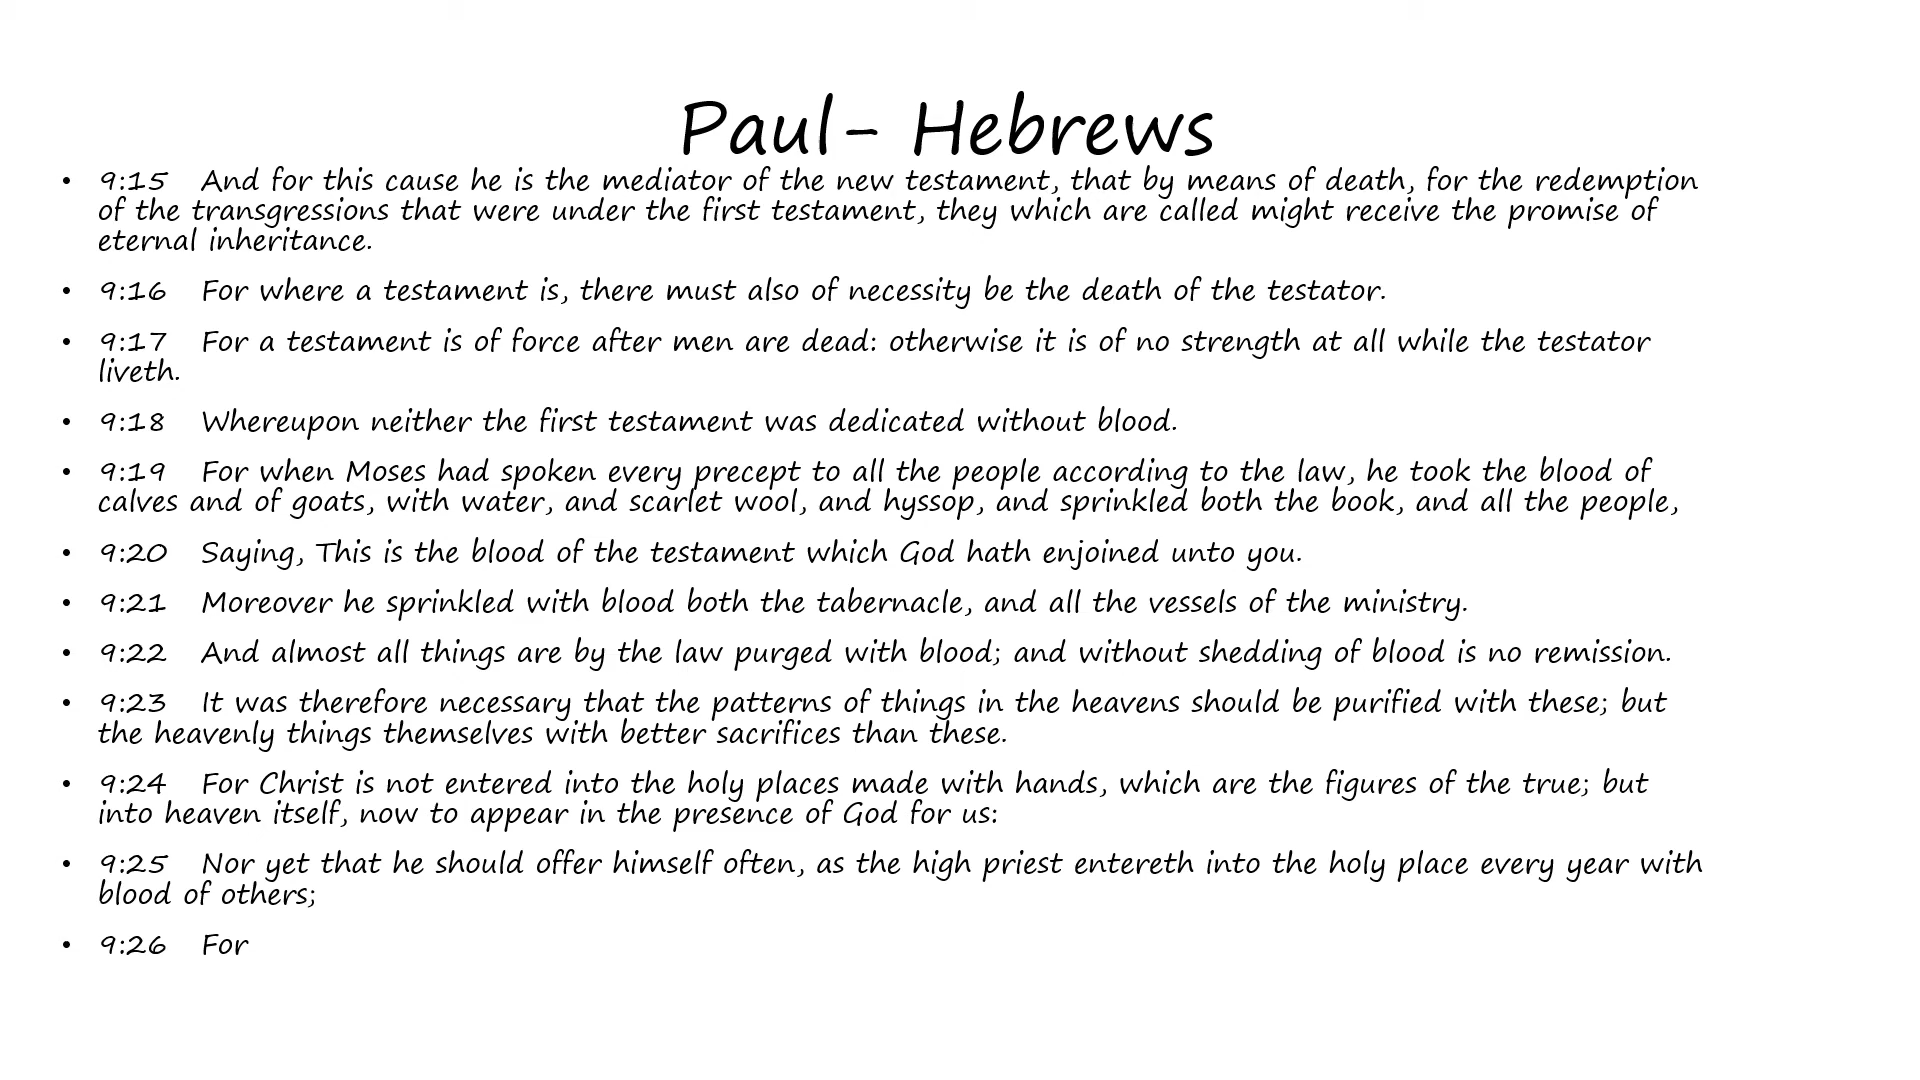 Paul- Hebrews
• 9:15 And for this cause he is the mediator of the new testament, that by means of death, for the redemption
of the transgressions that were under the first testament, they which are called might receive the promise of
eternal inheritance.
• 9:16 For where a testament is, there must also of necessity be the death of the testator.
• 9:17 For a testament is of force after men are dead: otherwise it is of no strength at all while the testator
liveth.
• 9:18 Whereupon neither the first testament was dedicated without blood.
• 9:19 For when Moses had spoken every precept to all the people according to the law, he took the blood of
calves and of goats, with water, and scarlet wool, and hyssop, and sprinkled both the book, and all the people,
• 9:20 Saying, This is the blood of the testament which God hath enjoined unto you.
• 9:21 Moreover he sprinkled with blood both the tabernacle, and all the vessels of the ministry.
• 9:22 And almost all things are by the law purged with blood; and without shedding of blood is no remission.
• 9:23 It was therefore necessary that the patterns of things in the heavens should be purified with these; but
the heavenly things themselves with better sacrifices than these.
• 9:24 For Christ is not entered into the holy places made with hands, which are the figures of the true; but
into heaven itself, now to appear in the presence of God for us:
• 9:25 Nor yet that he should offer himself often, as the high priest entereth into the holy place every year with
blood of others;
• 9:26 For